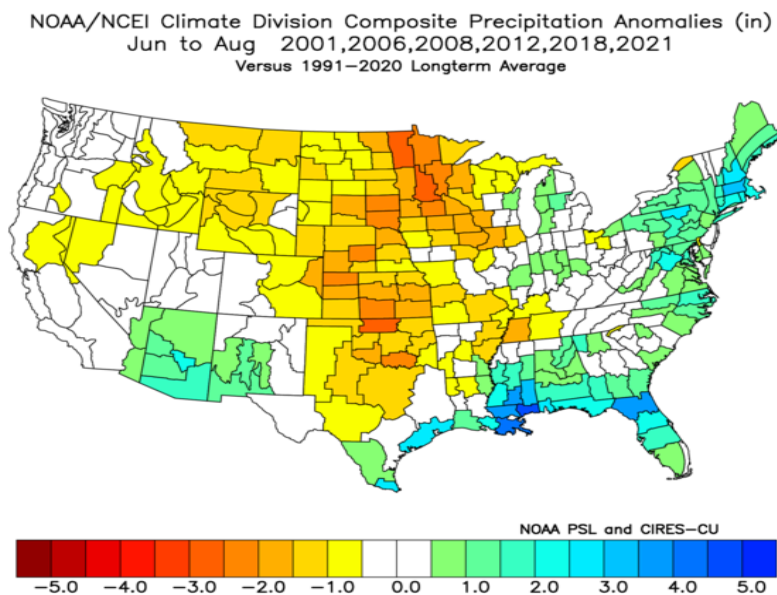 NOAA/NCEI Climate Division Composite Precipitation Anomalies (in)
Jun to Aug 2001,2006,2008,2012,2018,2021
Versus 1991−2020 Longterm Average
NOAA PSL and CIRES−CU
−5.0 −4.0 −3.0 −2.0 −1.0 0.0 1.0 2.0 3.0 4.0 5.0